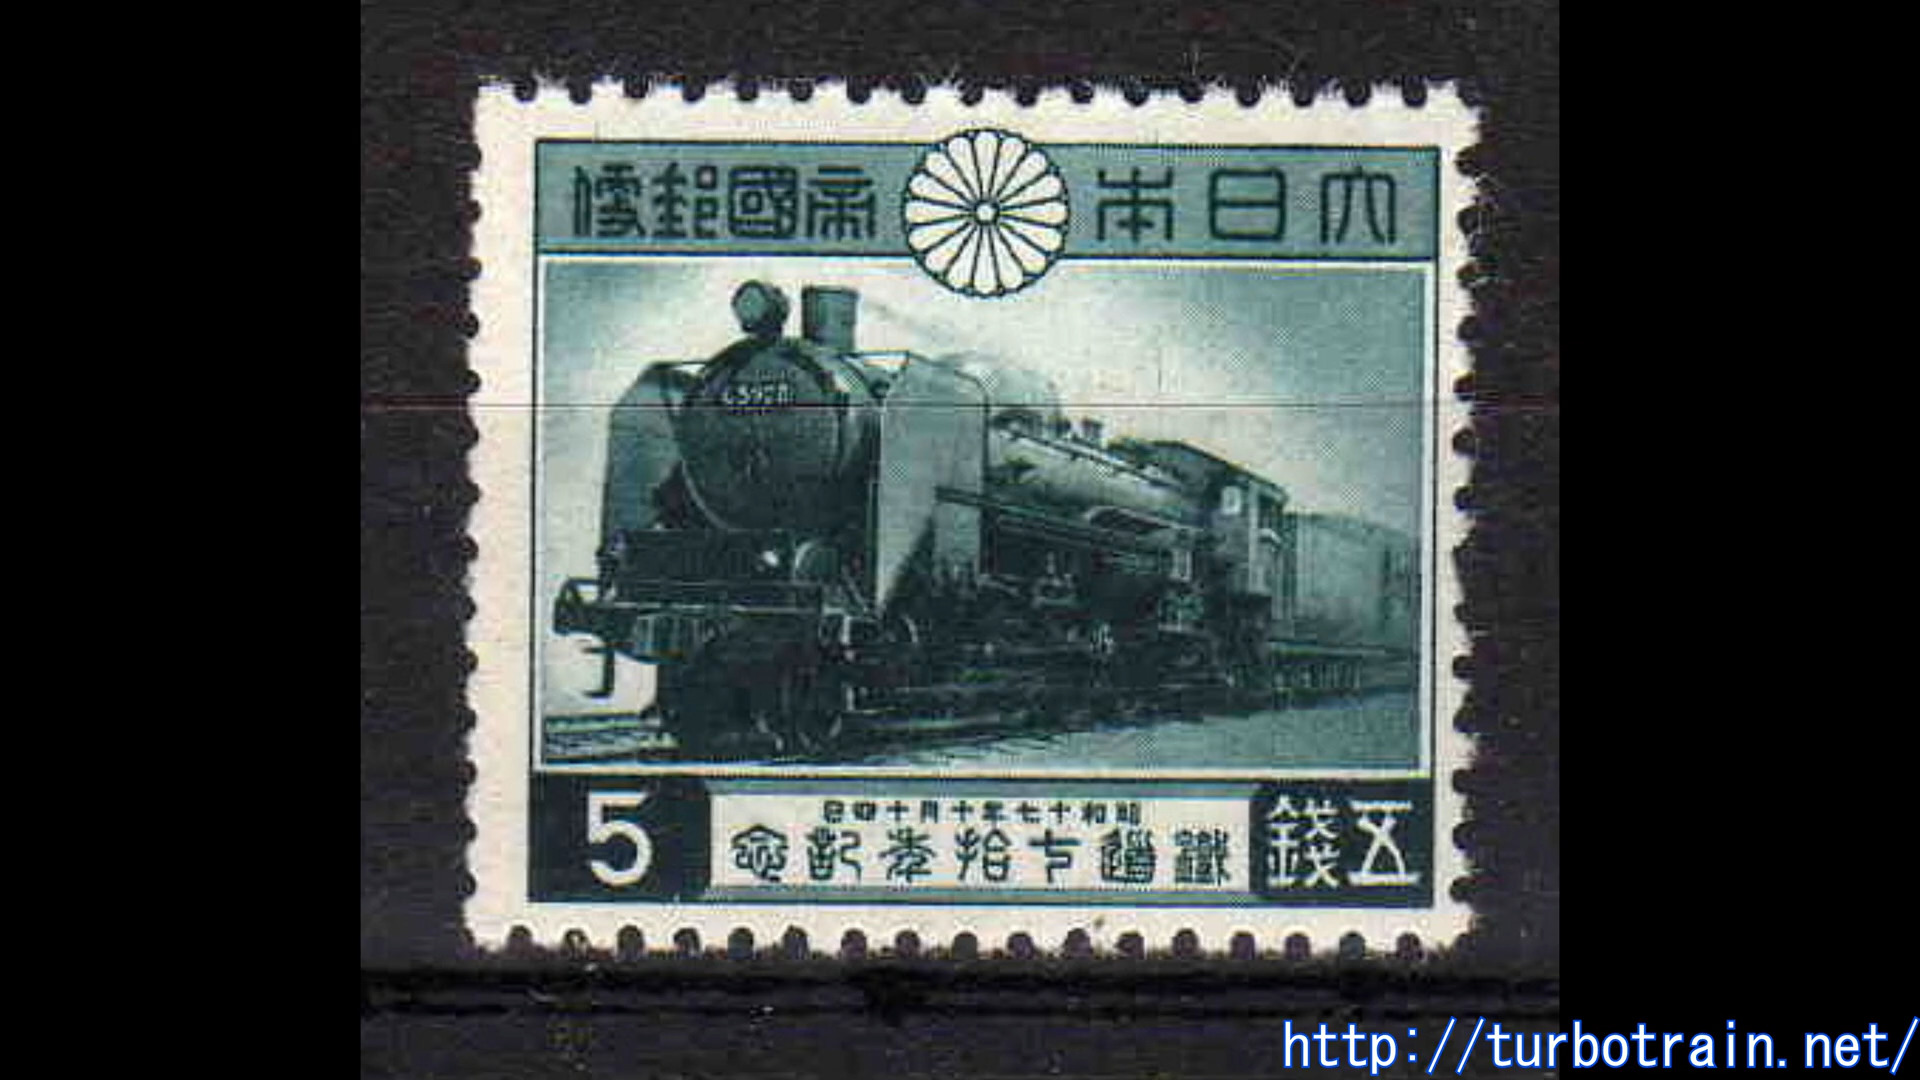 大日本帝國郵便
C5928
昭和十七年十月十四日
鐵道七拾年記念
5
五錢
http://turbotrain.net/